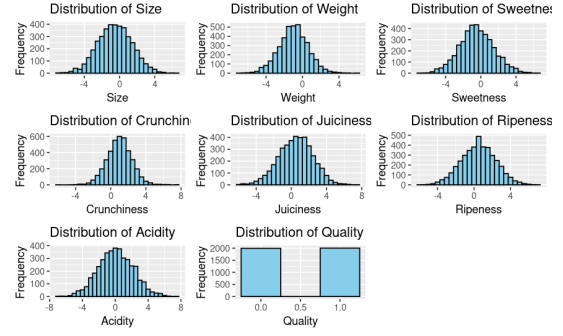 Distribution of Size
Frequency
400
300
200
100
0
-4
0
4
Size
Distribution of Weight
Frequency
500
400
300
200
100
0
-4
0
4
Weight
Distribution of Sweetnes
Frequency
400
300
200
100
0
-4
0
4
Sweetness
Distribution of Crunchin
Frequency
600
400
200
0
-4
0
4
8
Crunchiness
Distribution of Juiciness
Frequency
400
300
200
100
0
-4
0
4
8
Juiciness
Distribution of Ripeness
Frequency
500
400
300
200
100
0
-4
0
4
Ripeness
Distribution of Acidity
Frequency
400
300
200
100
0
-8
-4
0
4
8
Acidity
Distribution of Quality
Frequency
2000
1500
1000
500
0
0.0
0.5
1.0
Quality